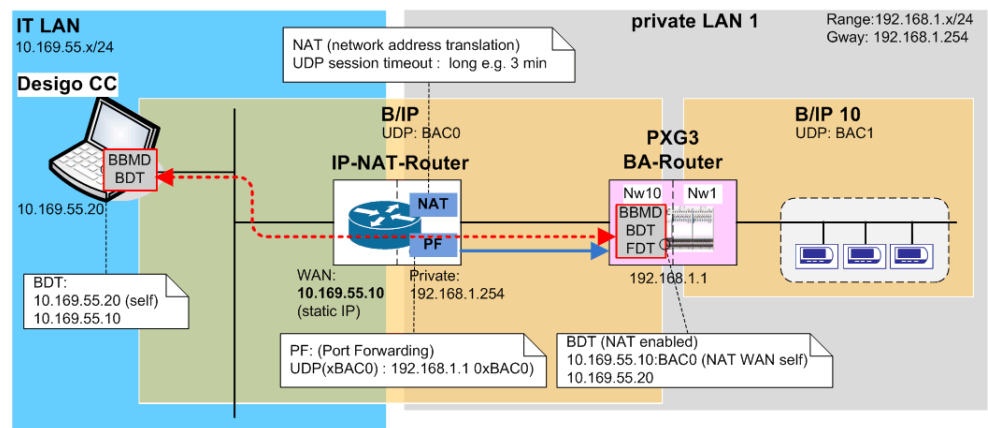 IT LAN
10.169.55.x/24
private LAN 1
Range:192.168.1.x/24
Gway: 192.168.1.254
NAT (network address translation)
UDP session timeout : long e.g. 3 min
Desigo CC
B/IP
UDP: BAC0
B/IP 10
UDP: BAC1
PXG3
BA-Router
IP-NAT-Router
BBMD
BDT
10.169.55.20
NAT
PF
Nw10
Nw1
BBMD
BDT
FDT
WAN:
10.169.55.10
(static IP)
Private:
192.168.1.254
192.168.1.1
BDT:
10.169.55.20 (self)
10.169.55.10
PF: (Port Forwarding)
UDP(xBAC0) : 192.168.1.1 0xBAC0)
BDT (NAT enabled)
10.169.55.10:BAC0 (NAT WAN self)
10.169.55.20